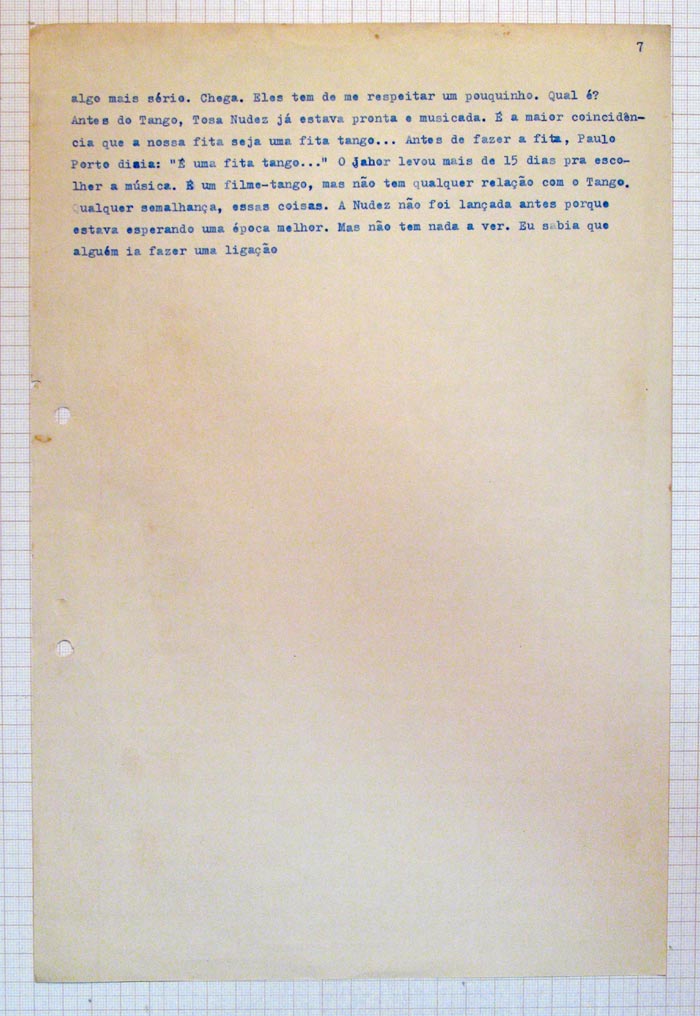 7
algo mais sério. Chega. Eles tem de me respeitar um pouquinho. Qual é?
Antes do Tango, Tosa Nudez já estava pronta e musicada. É a maior coincidên-
cia que a nossa fita seja uma fita tango... Antes de fazer a fita, Paulo
Porto dizia: "É uma fita tango..." O Jabor levou mais de 15 dias pra esco-
lher a música. É um filme-tango, mas não tem qualquer relação com o Tango.
Qualquer semalhança, essas coisas. A Nudez não foi lançada antes porque
estava esperando uma época melhor. Mas não tem nada a ver. Eu sabia que
alguém ia fazer uma ligação